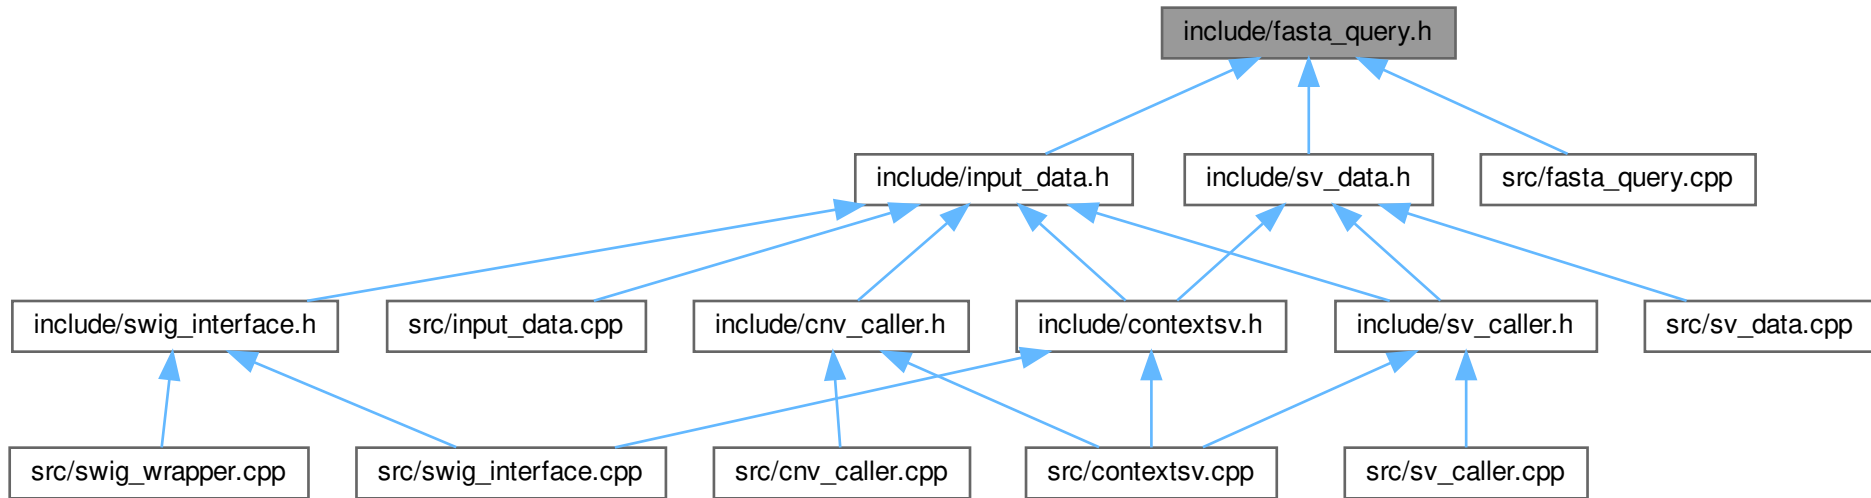 include/fasta_query.h
include/input_data.h
include/sv_data.h
src/fasta_query.cpp
include/swig_interface.h
src/input_data.cpp
include/cnv_caller.h
include/contextsv.h
include/sv_caller.h
src/sv_data.cpp
src/swig_wrapper.cpp
src/swig_interface.cpp
src/cnv_caller.cpp
src/contextsv.cpp
src/sv_caller.cpp